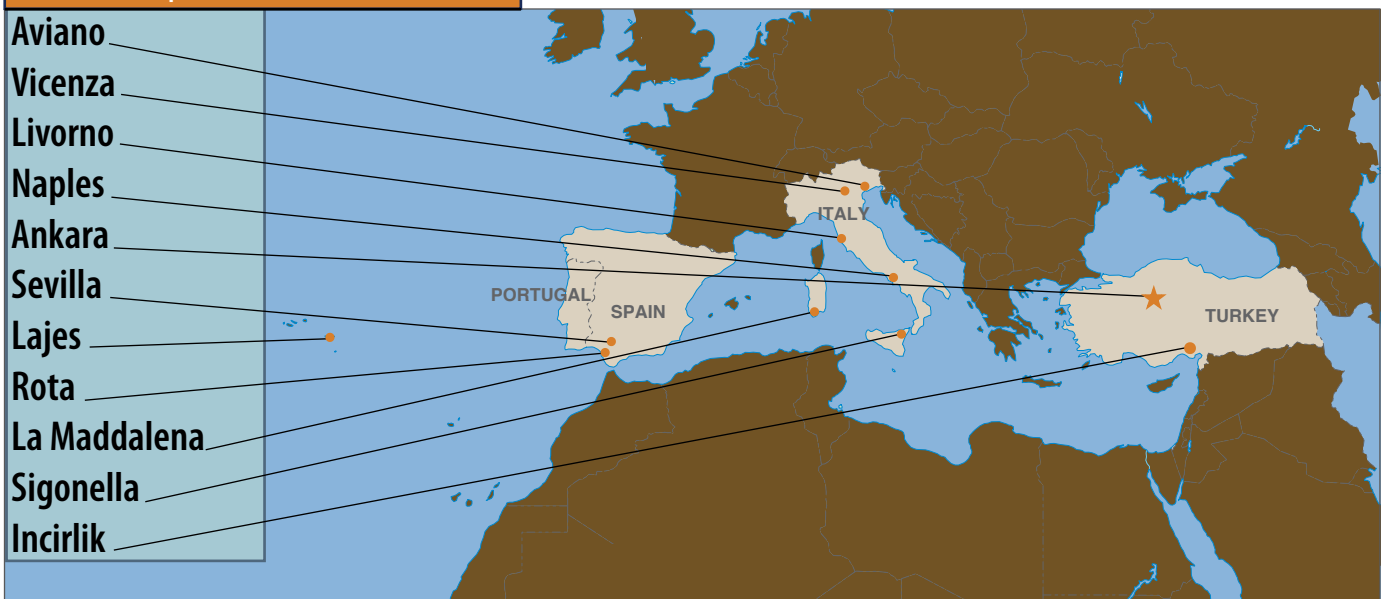 Aviano
Vicenza
Livorno
Naples
Ankara
Sevilla
Lajes
Rota
La Maddalena
Sigonella
Incirlik
ITALY
PORTUGAL
SPAIN
TURKEY